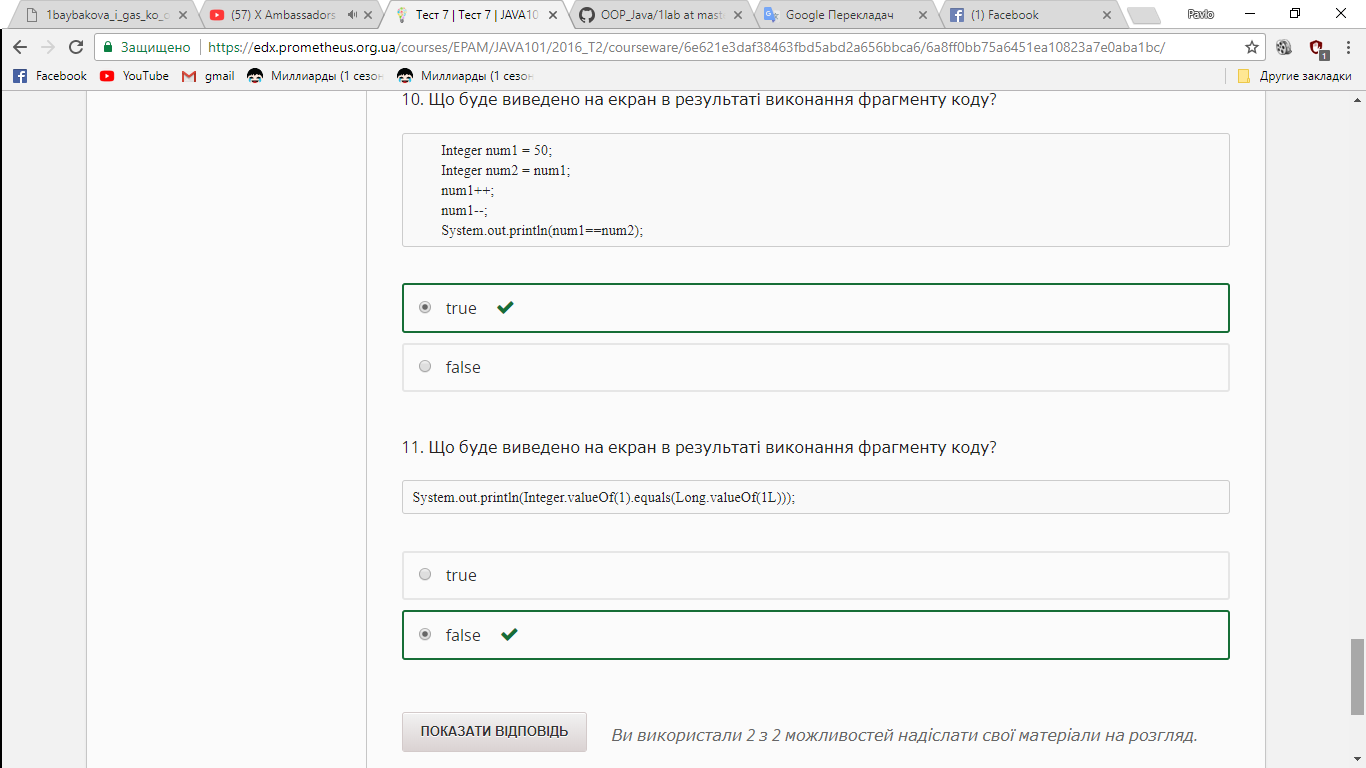 1baybakova_i_gas_ko_o
(57) X Ambassadors
Тест 7 | Тест 7 | JAVA10
OOP_Java/1lab at mast
Google Перекладач
(1) Facebook
Pavlo
Защищено
https://edx.prometheus.org.ua/courses/EPAM/JAVA101/2016_T2/courseware/6e621e3daf38463fbd5abd2a656bbca6/6a8ff0bb75a6451ea10823a7e0aba1bc/
1
Facebook YouTube gmail Миллиарды (1 сезон Миллиарды (1 сезон Другие закладки
10. Що буде виведено на екран в результаті виконання фрагменту коду?
Integer num1 = 50;
Integer num2 = num1;
num1++;
num1--;
System.out.println(num1==num2);
true
false
11. Що буде виведено на екран в результаті виконання фрагменту коду?
System.out.println(Integer.valueOf(1).equals(Long.valueOf(1L)));
true
false
ПОКАЗАТИ ВІДПОВІДЬ
Ви використали 2 з 2 можливостей надіслати свої матеріали на розгляд.